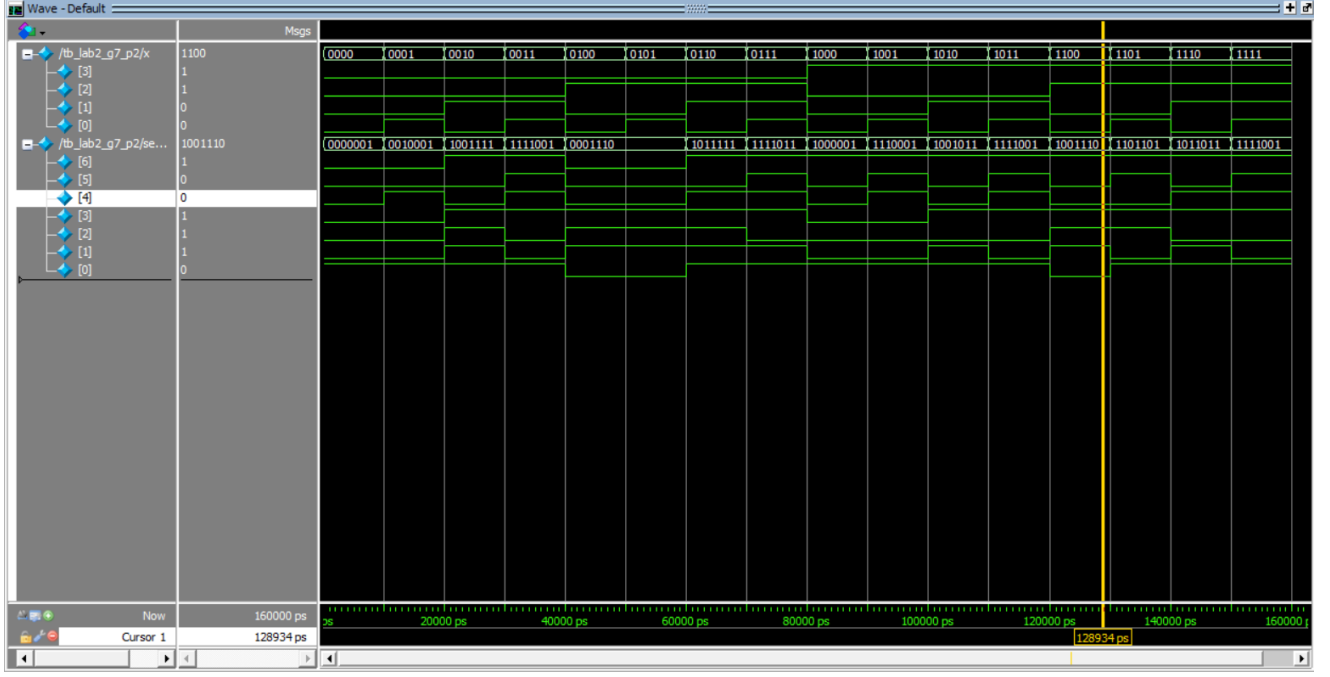 Wave - Default
Msgs
/tb_lab2_g7_p2/x 1100 0000 0001 0010 0011 0100 0101 0110 0111 1000 1001 1010 1011 1100 1101 1110 1111
[3] 1
[2] 1
[1] 0
[0] 0
/tb_lab2_g7_p2/se... 1001110 0000001 0010001 1001111 1111001 0001110 1011111 1111011 1000001 1110001 1001011 1111001 1001110 1101101 1011011 1111001
[6] 1
[5] 0
[4] 0
[3] 1
[2] 1
[1] 1
[0] 0
Now 160000 ps ps 20000 ps 40000 ps 60000 ps 80000 ps 100000 ps 120000 ps 140000 ps 160000 p
Cursor 1 128934 ps 128934 ps